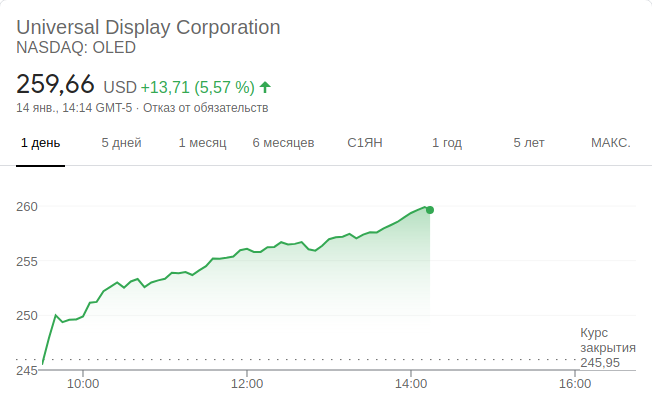 Universal Display Corporation
NASDAQ: OLED
259,66 USD +13,71 (5,57 %)
14 янв., 14:14 GMT-5 · Отказ от обязательств
1 день 5 дней 1 месяц 6 месяцев С1ЯН 1 год 5 лет МАКС.
260
255
250
245
Курс
закрытия
245,95
10:00 12:00 14:00 16:00